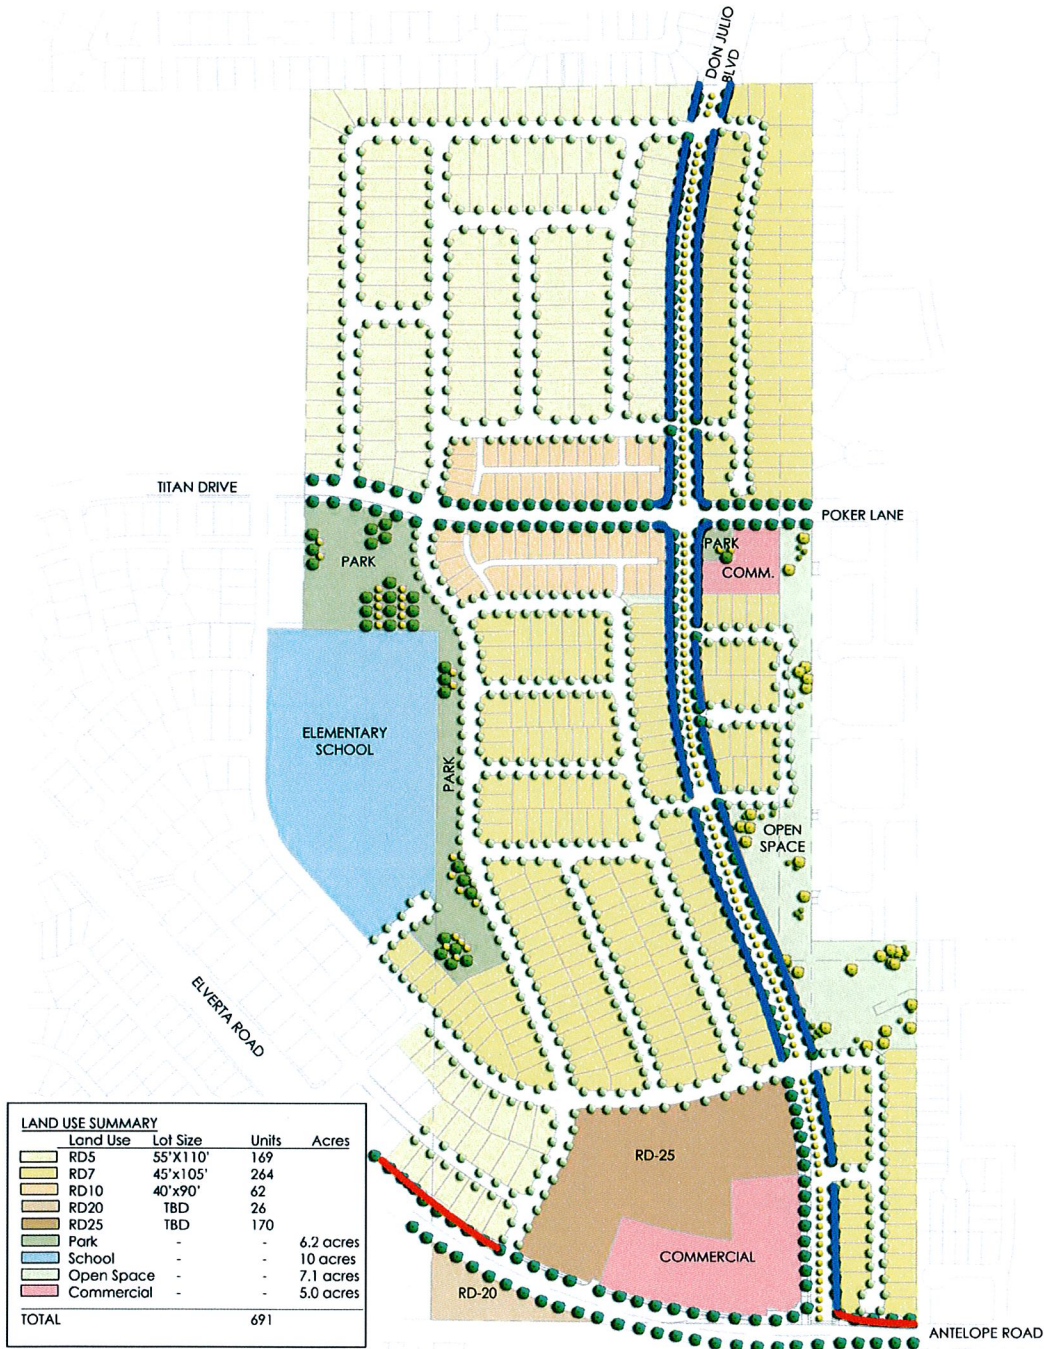 DON JULIO
BLVD
TITAN DRIVE
POKER LANE
PARK
PARK
COMM.
ELEMENTARY
SCHOOL
PARK
OPEN
SPACE
ELVERTA ROAD
RD-25
COMMERCIAL
RD-20
ANTELOPE ROAD
LAND USE SUMMARY
Land Use Lot Size Units Acres
RD5 55'X110' 169
RD7 45'x105' 264
RD10 40'x90' 62
RD20 TBD 26
RD25 TBD 170
Park - - 6.2 acres
School - - 10 acres
Open Space - - 7.1 acres
Commercial - - 5.0 acres
TOTAL 691